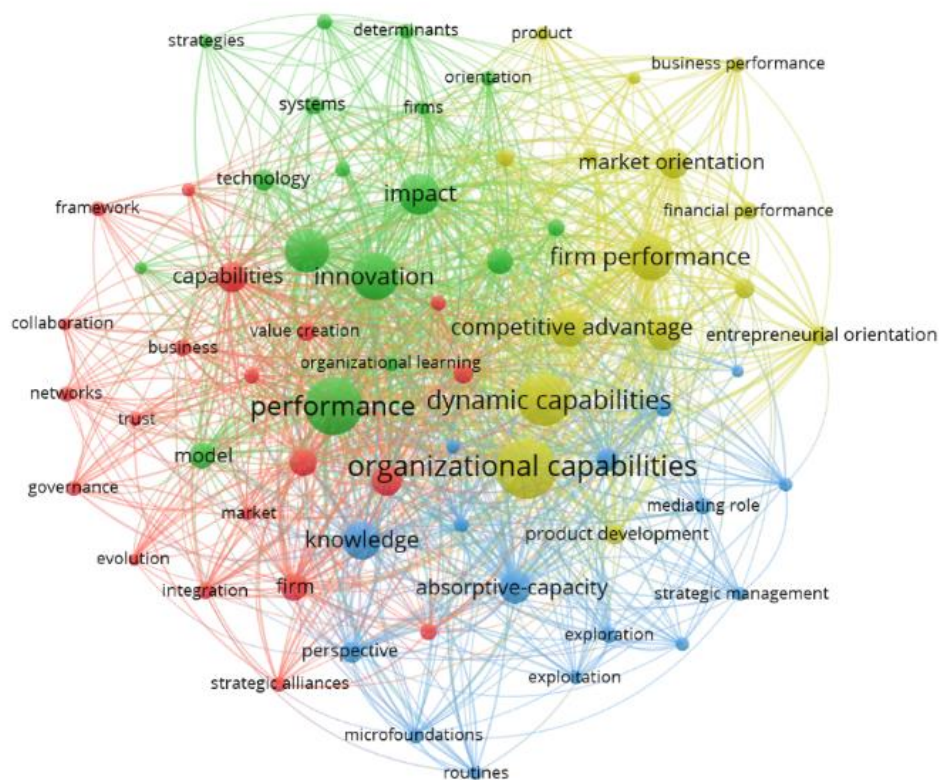 strategies
determinants
product
business performance
orientation
systems
firms
market orientation
technology
impact
framework
financial performance
firm performance
capabilities
innovation
collaboration
value creation
competitive advantage
entrepreneurial orientation
business
organizational learning
networks
performance
dynamic capabilities
trust
model
organizational capabilities
governance
mediating role
market
knowledge
product development
evolution
integration
firm
absorptive-capacity
strategic management
exploration
perspective
exploitation
strategic alliances
microfoundations
routines